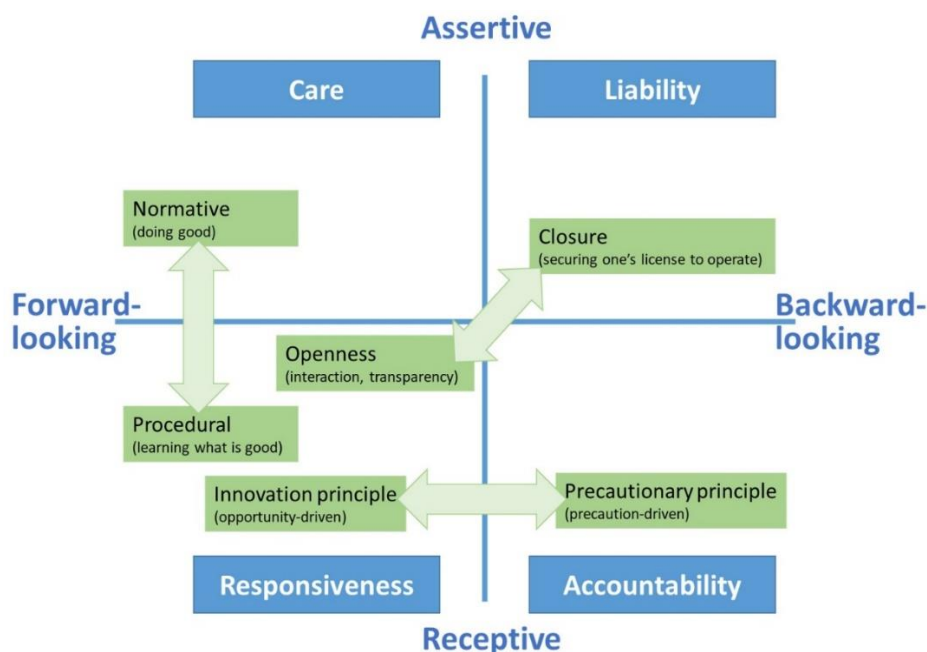 Assertive
Care
Liability
Normative
(doing good)
Closure
(securing one's license to operate)
Forward-
looking
Backward-
looking
Openness
(interaction, transparency)
Procedural
(learning what is good)
Innovation principle
(opportunity-driven)
Precautionary principle
(precaution-driven)
Responsiveness
Accountability
Receptive